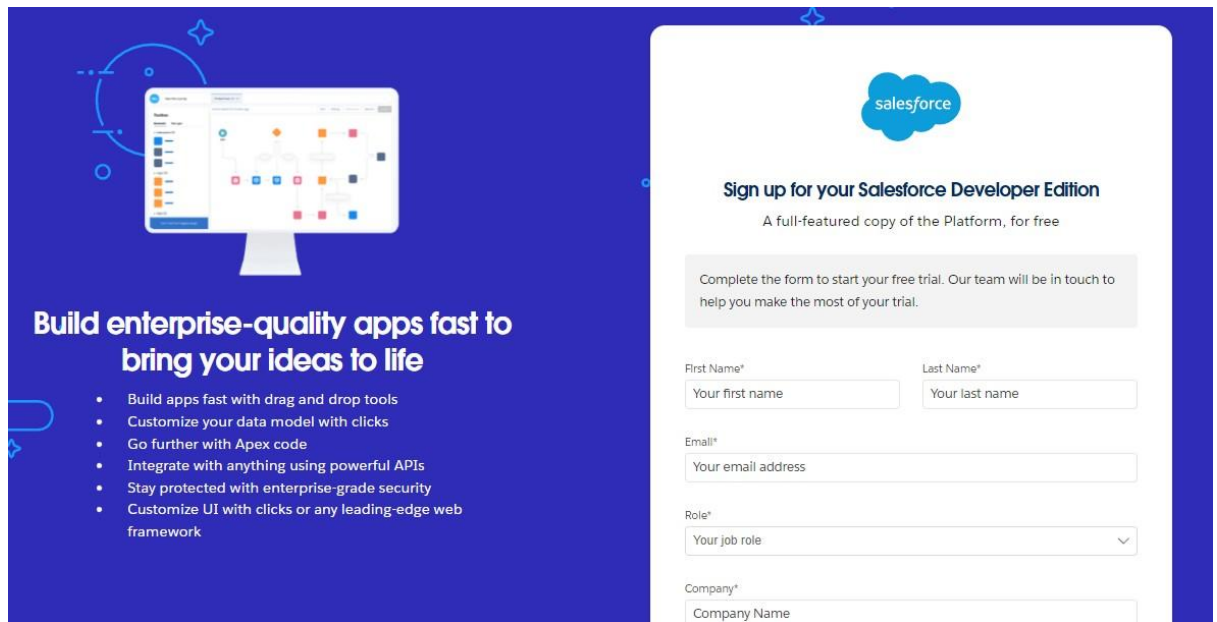 Build enterprise-quality apps fast to
bring your ideas to life
• Build apps fast with drag and drop tools
• Customize your data model with clicks
• Go further with Apex code
• Integrate with anything using powerful APIs
• Stay protected with enterprise-grade security
• Customize UI with clicks or any leading-edge web
framework
salesforce
Sign up for your Salesforce Developer Edition
A full-featured copy of the Platform, for free
Complete the form to start your free trial. Our team will be in touch to
help you make the most of your trial.
First Name* Last Name*
Your first name Your last name
Email*
Your email address
Role*
Your job role
Company*
Company Name